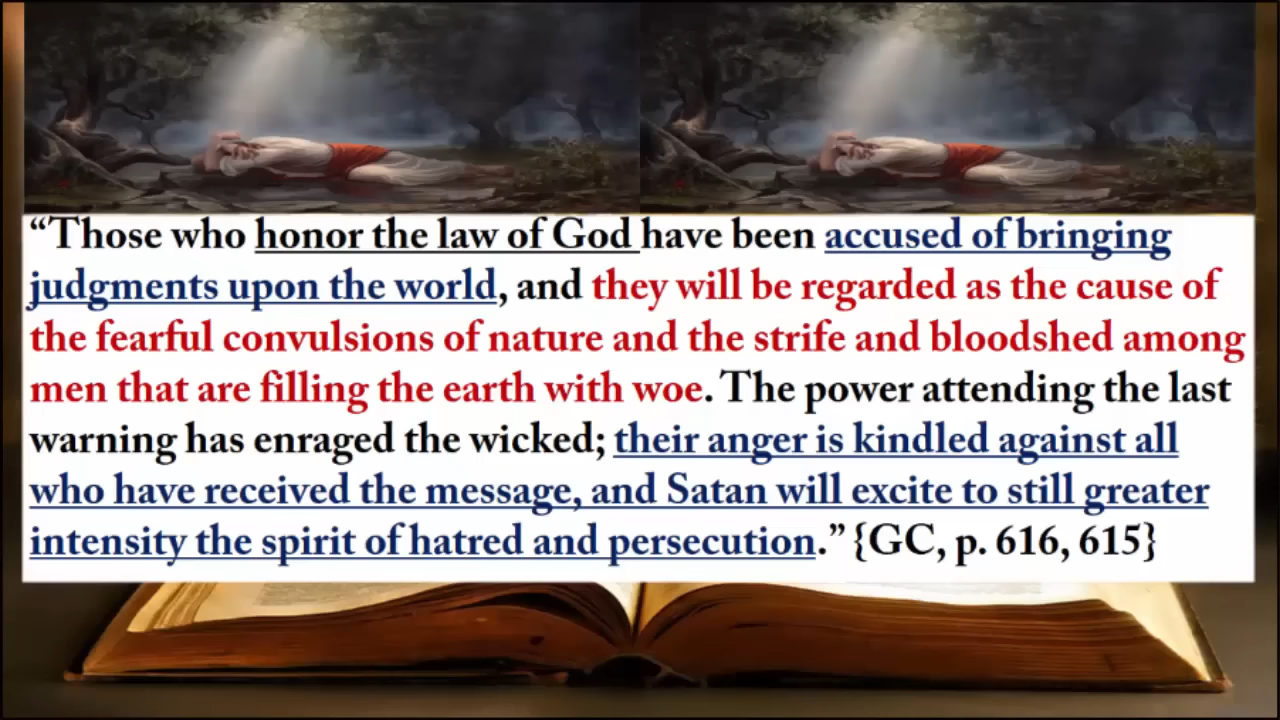 “Those who honor the law of God have been accused of bringing
judgments upon the world, and they will be regarded as the cause of
the fearful convulsions of nature and the strife and bloodshed among
men that are filling the earth with woe. The power attending the last
warning has enraged the wicked; their anger is kindled against all
who have received the message, and Satan will excite to still greater
intensity the spirit of hatred and persecution.” {GC, p. 616, 615}